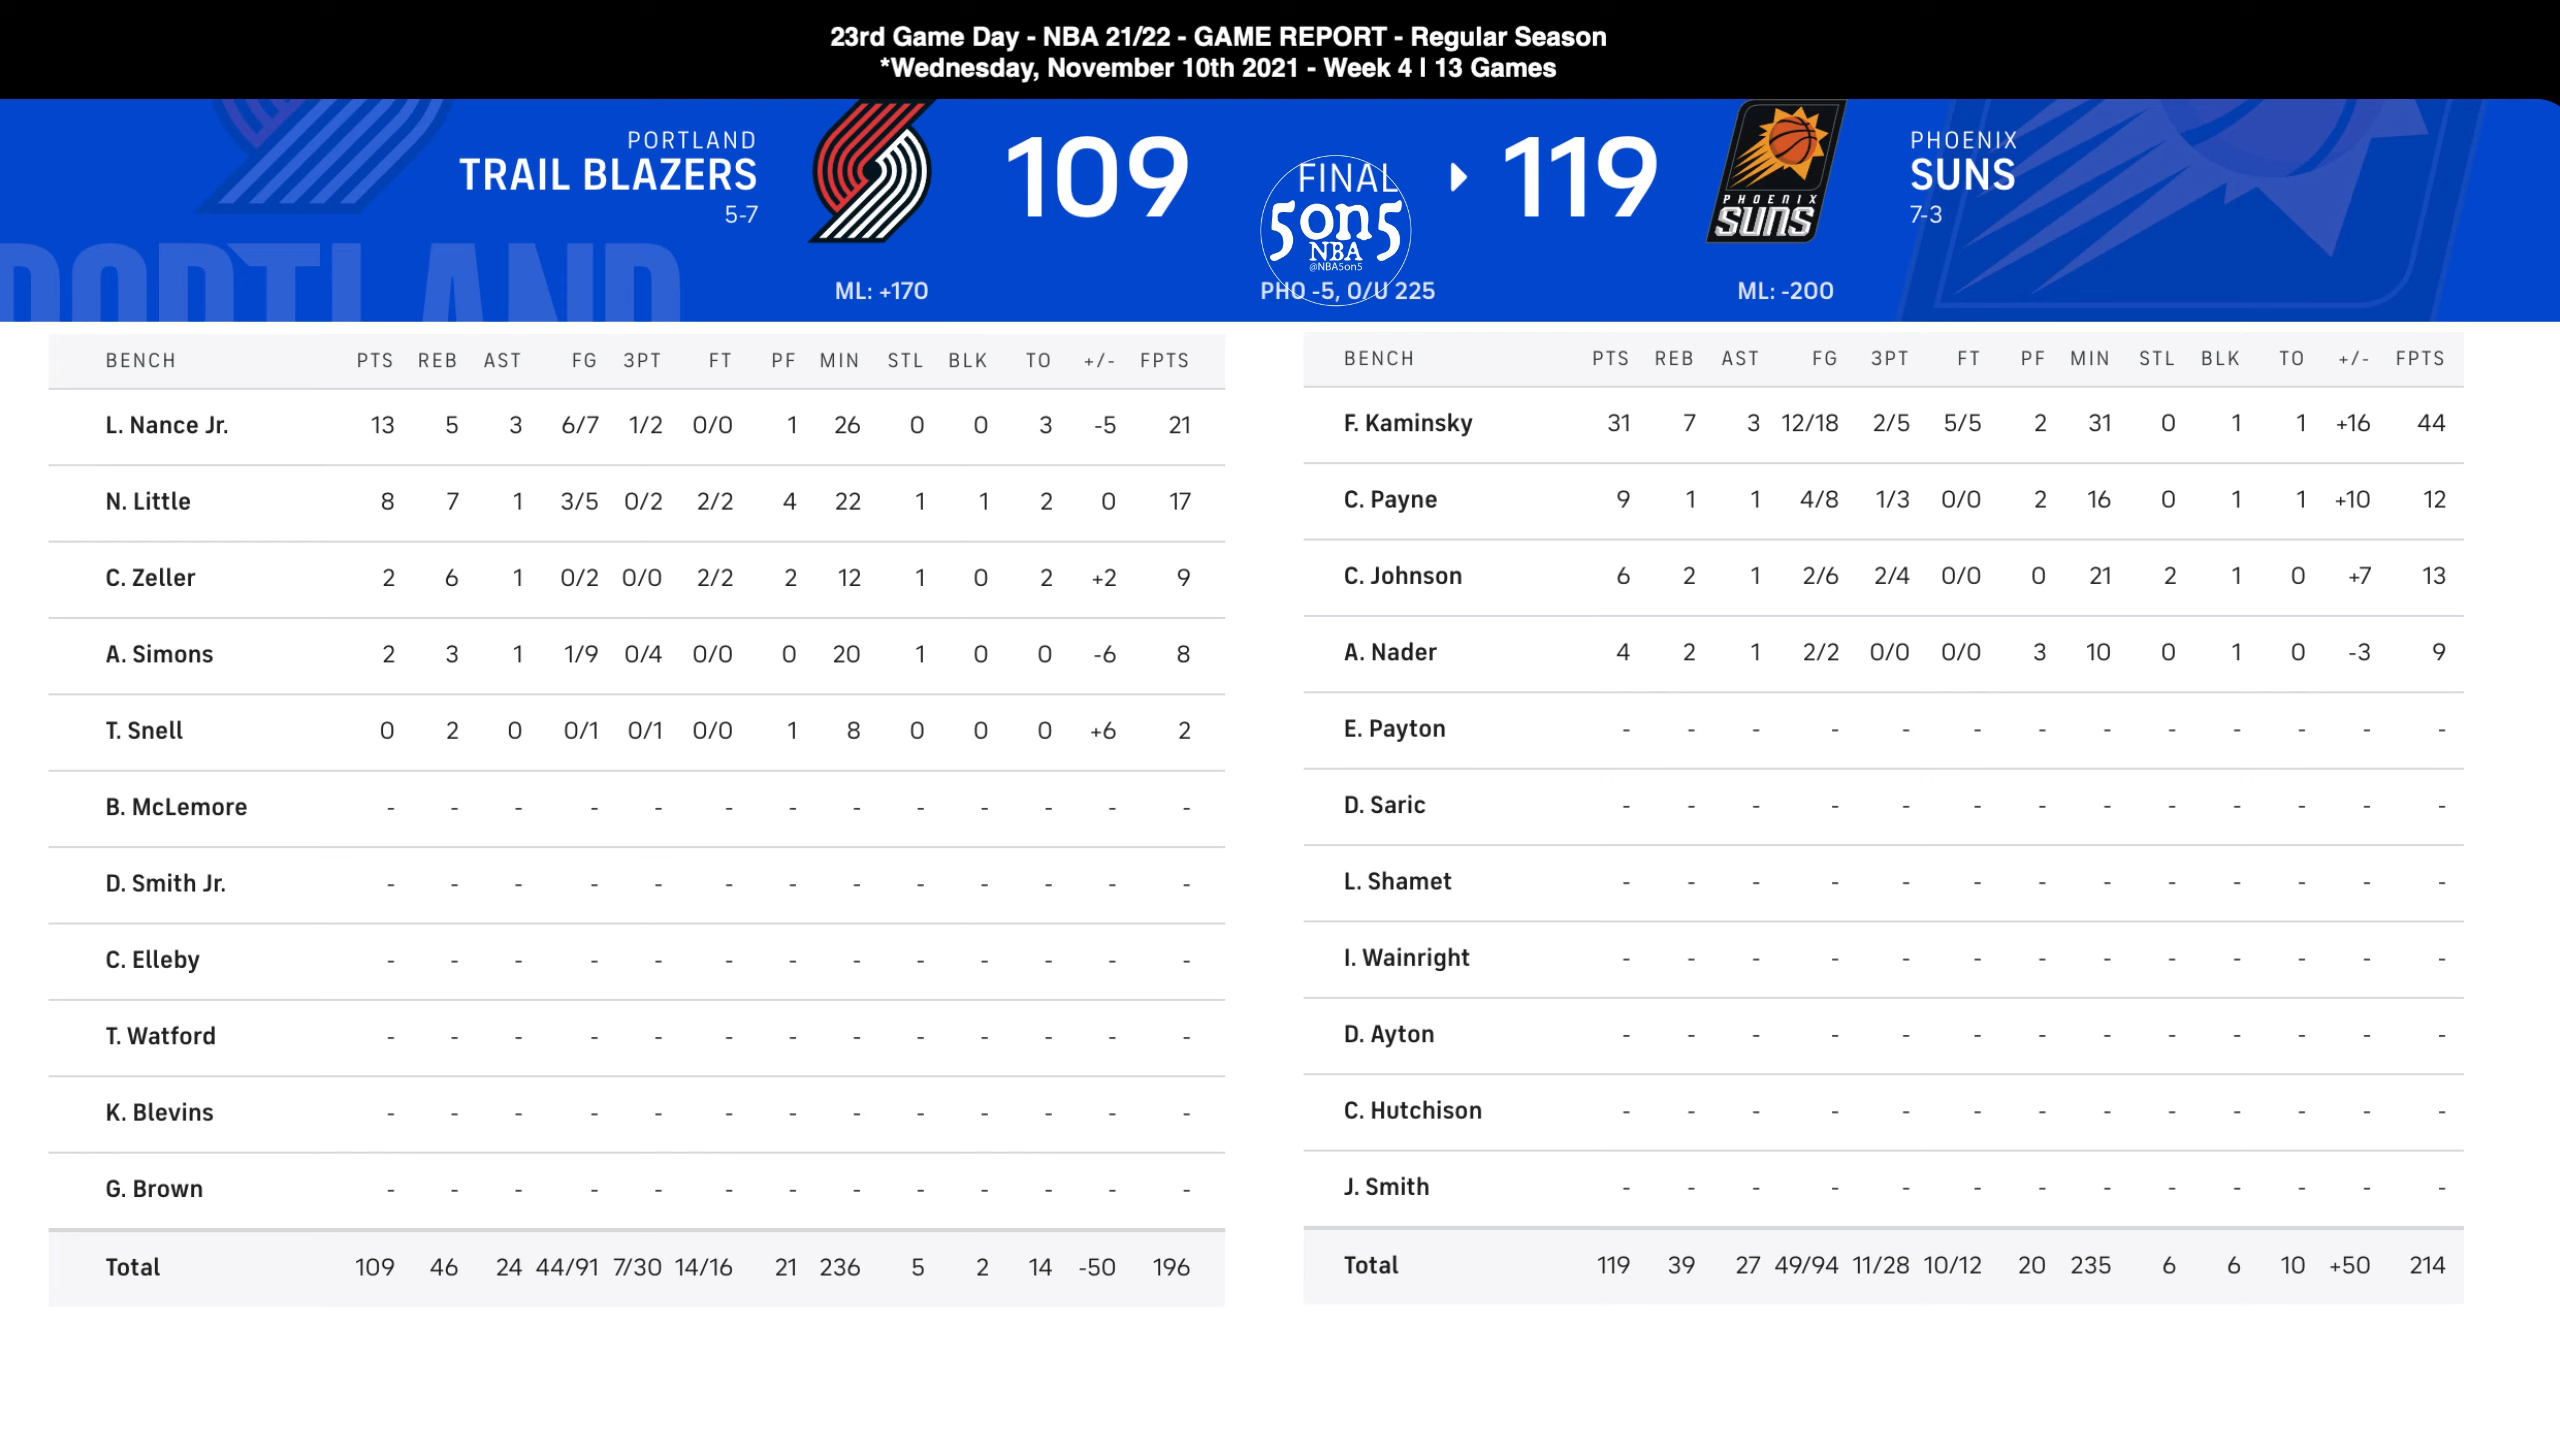 23rd Game Day - NBA 21/22 - GAME REPORT - Regular Season
*Wednesday, November 10th 2021 - Week 4 | 13 Games
PORTLAND
TRAIL BLAZERS
5-7
109
FINAL
119
PHOENIX
SUNS
7-3
PHOENIX
SUNS
5on5
NBA
@NBA5on5
PORTLAND
ML: +170
PHO -5, O/U 225
ML: -200
BENCH PTS REB AST FG 3PT FT PF MIN STL BLK TO +/- FPTS
L. Nance Jr. 13 5 3 6/7 1/2 0/0 1 26 0 0 3 -5 21
N. Little 8 7 1 3/5 0/2 2/2 4 22 1 1 2 0 17
C. Zeller 2 6 1 0/2 0/0 2/2 2 12 1 0 2 +2 9
A. Simons 2 3 1 1/9 0/4 0/0 0 20 1 0 0 -6 8
T. Snell 0 2 0 0/1 0/1 0/0 1 8 0 0 0 +6 2
B. McLemore - - - - - - - - - - - - -
D. Smith Jr. - - - - - - - - - - - - -
C. Elleby - - - - - - - - - - - - -
T. Watford - - - - - - - - - - - - -
K. Blevins - - - - - - - - - - - - -
G. Brown - - - - - - - - - - - - -
Total 109 46 24 44/91 7/30 14/16 21 236 5 2 14 -50 196
BENCH PTS REB AST FG 3PT FT PF MIN STL BLK TO +/- FPTS
F. Kaminsky 31 7 3 12/18 2/5 5/5 2 31 0 1 1 +16 44
C. Payne 9 1 1 4/8 1/3 0/0 2 16 0 1 1 +10 12
C. Johnson 6 2 1 2/6 2/4 0/0 0 21 2 1 0 +7 13
A. Nader 4 2 1 2/2 0/0 0/0 3 10 0 1 0 -3 9
E. Payton - - - - - - - - - - - - -
D. Saric - - - - - - - - - - - - -
L. Shamet - - - - - - - - - - - - -
I. Wainright - - - - - - - - - - - - -
D. Ayton - - - - - - - - - - - - -
C. Hutchison - - - - - - - - - - - - -
J. Smith - - - - - - - - - - - - -
Total 119 39 27 49/94 11/28 10/12 20 235 6 6 10 +50 214